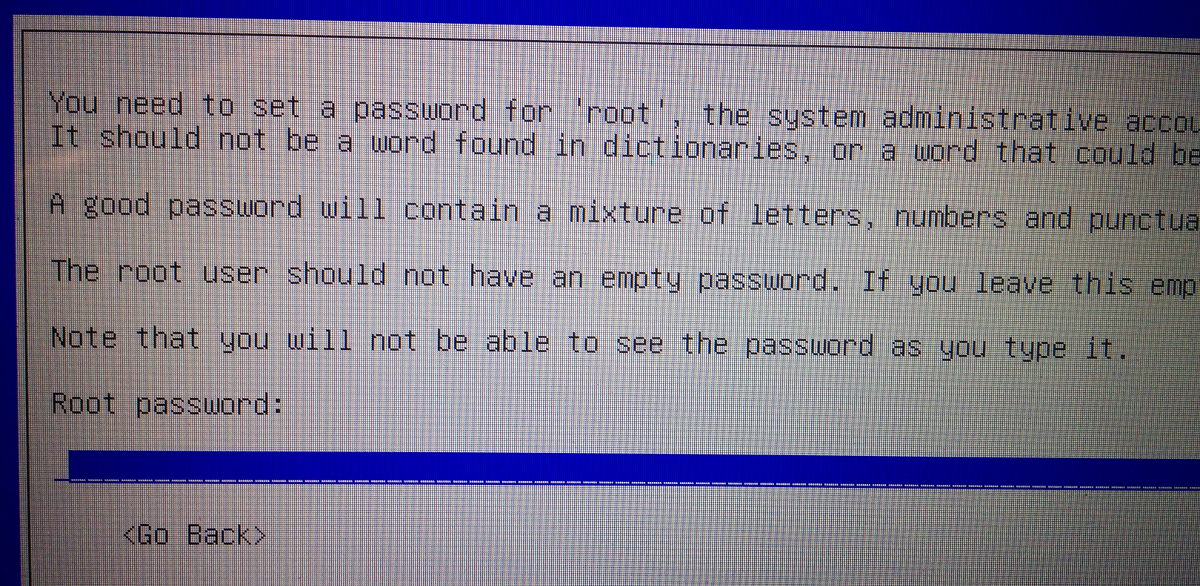 You need to set a password for 'root', the system administrative accou
It should not be a word found in dictionaries, or a word that could be
A good password will contain a mixture of letters, numbers and punctua
The root user should not have an empty password. If you leave this emp
Note that you will not be able to see the password as you type it.
Root password:
<Go Back>